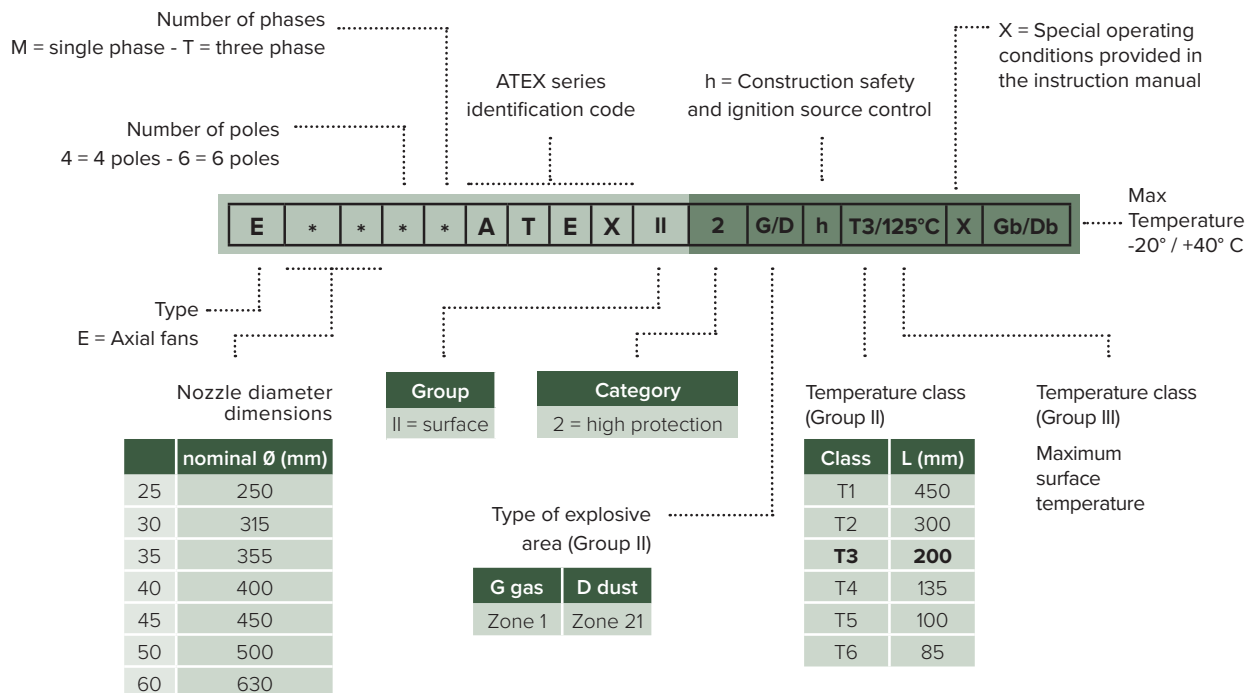 Number of phases
M = single phase - T = three phase
X = Special operating
conditions provided in
the instruction manual
ATEX series
identification code
h = Construction safety
and ignition source control
Number of poles
4 = 4 poles - 6 = 6 poles
E * * * * A T E X II 2 G/D h T3/125°C X Gb/Db
Max
Temperature
-20° / +40° C
Type
E = Axial fans
Nozzle diameter
dimensions
nominal Ø (mm)
25 250
30 315
35 355
40 400
45 450
50 500
60 630
Group
II = surface
Category
2 = high protection
Type of explosive
area (Group II)
G gas D dust
Zone 1 Zone 21
Temperature class
(Group II)
Class L (mm)
T1 450
T2 300
T3 200
T4 135
T5 100
T6 85
Temperature class
(Group III)
Maximum
surface
temperature